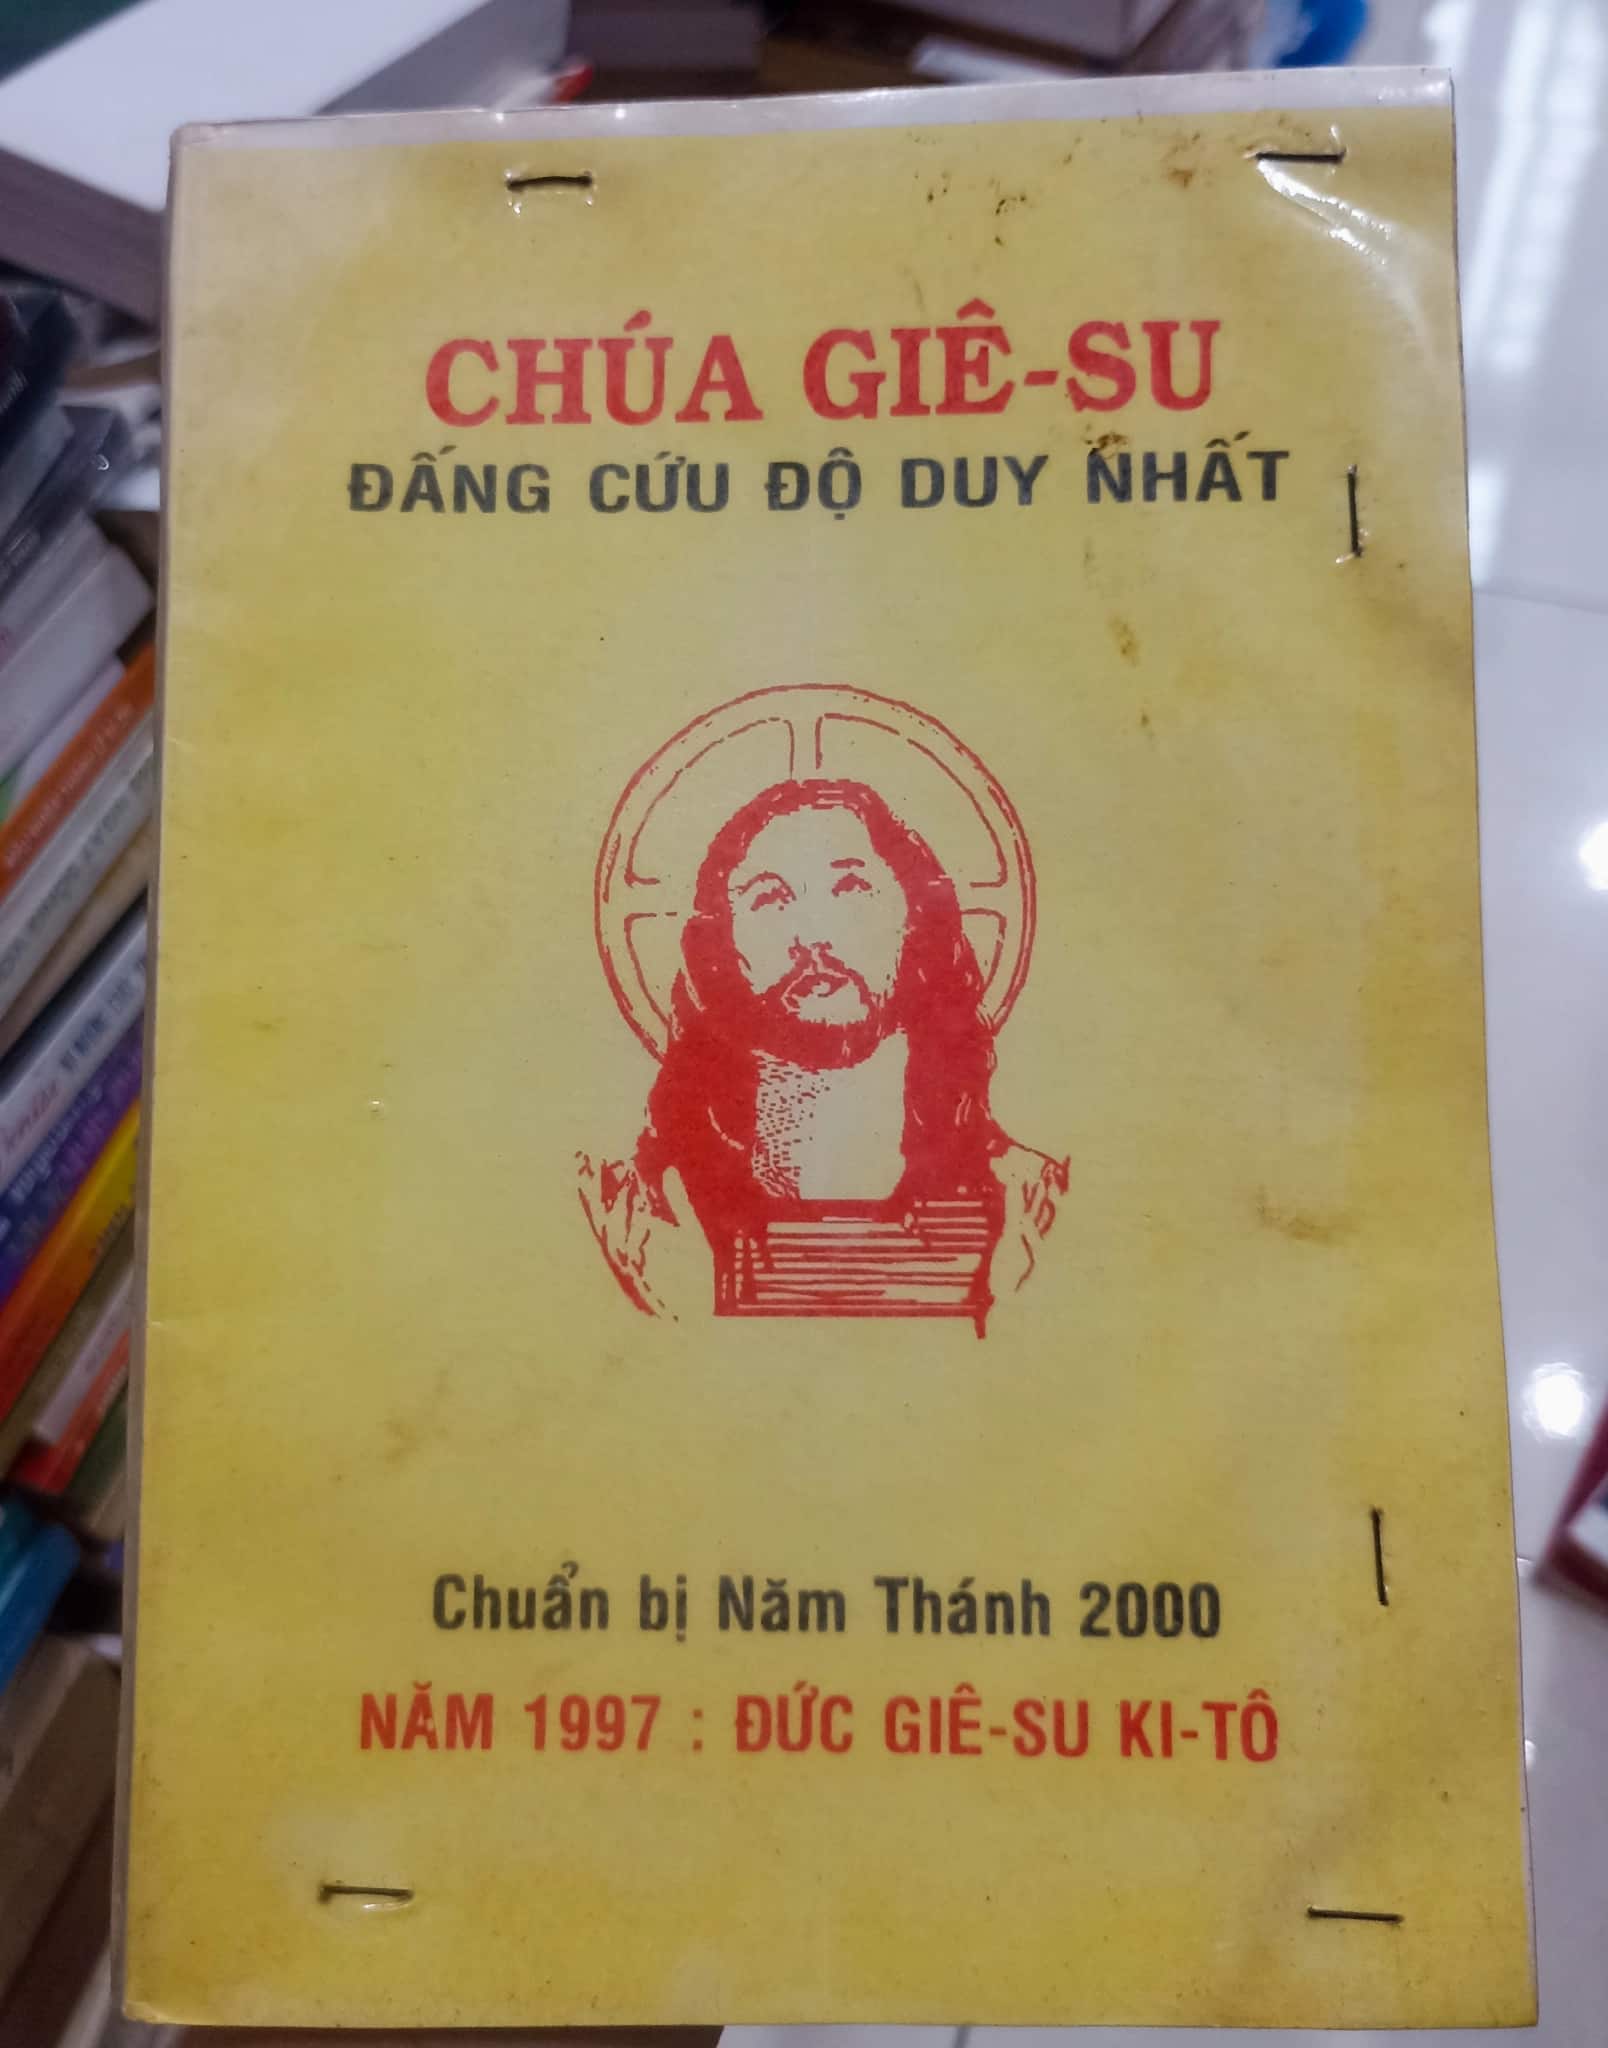 CHÚA GIÊ-SU
ĐẤNG CỨU ĐỘ DUY NHẤT
Chuẩn bị Năm Thánh 2000
NĂM 1997 : ĐỨC GIÊ-SU KI-TÔ